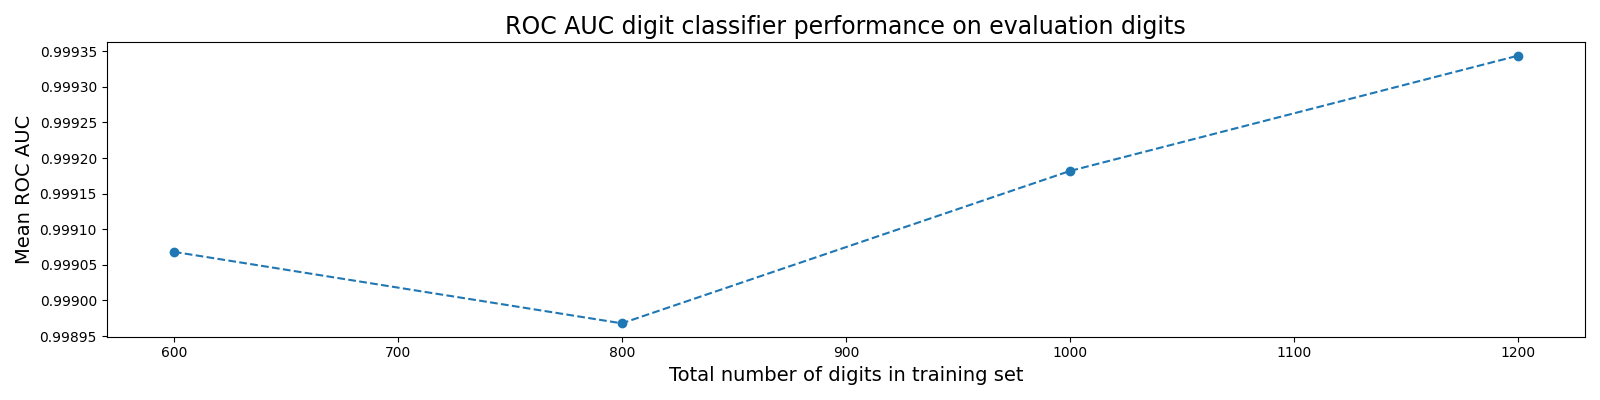 ROC AUC digit classifier performance on evaluation digits
Mean ROC AUC
0.99935
0.99930
0.99925
0.99920
0.99915
0.99910
0.99905
0.99900
0.99895
600 700 800 900 1000 1100 1200
Total number of digits in training set